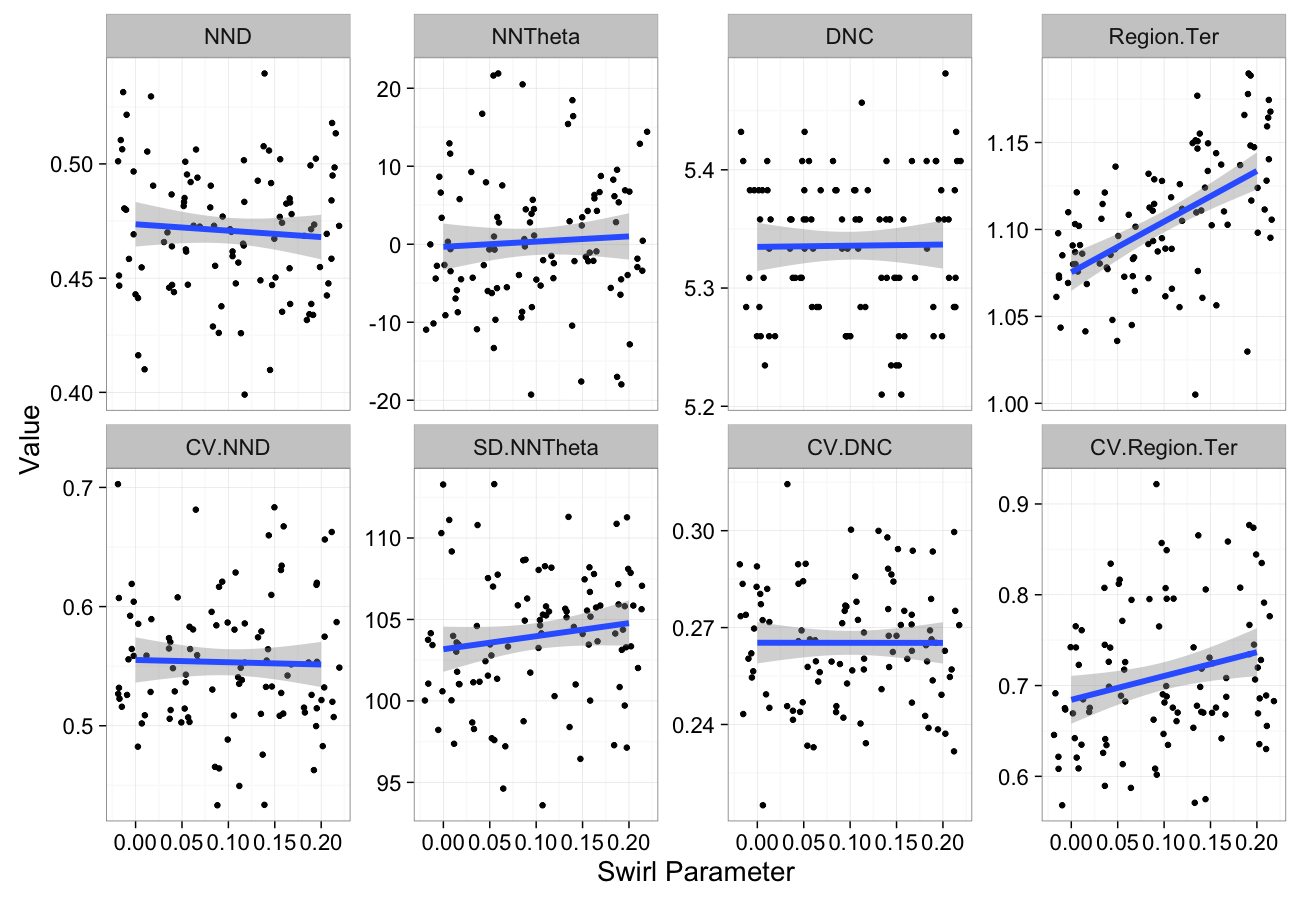 NND NNTheta DNC Region.Ter
0.50 0.45 0.40
20 10 0 -10 -20
5.4 5.3 5.2
1.15 1.10 1.05 1.00
Value
CV.NND SD.NNTheta CV.DNC CV.Region.Ter
0.7 0.6 0.5
110 105 100 95
0.30 0.27 0.24
0.9 0.8 0.7 0.6
0.00 0.05 0.10 0.15 0.20 0.00 0.05 0.10 0.15 0.20 0.00 0.05 0.10 0.15 0.20 0.00 0.05 0.10 0.15 0.20
Swirl Parameter